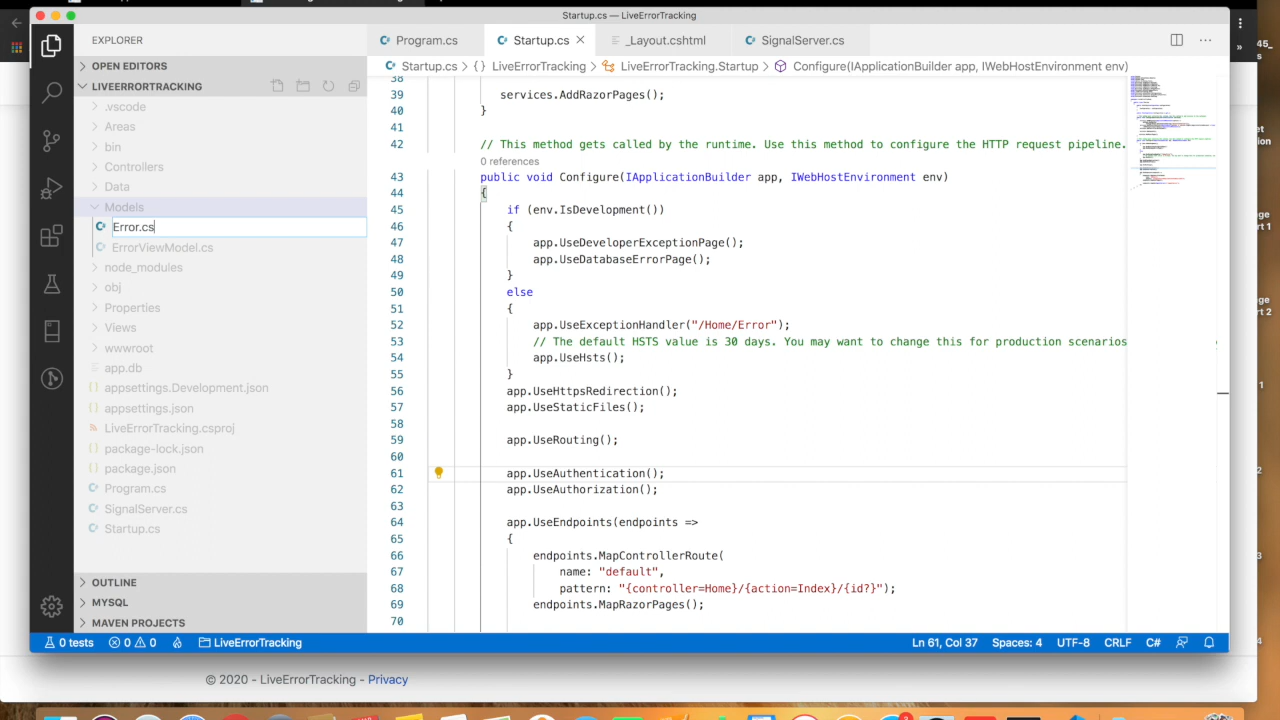 Startup.cs — LiveErrorTracking
EXPLORER
Program.cs
Startup.cs
_Layout.cshtml
SignalServer.cs
Startup.cs
{ } LiveErrorTracking
LiveErrorTracking.Startup
Configure(IApplicationBuilder app, IWebHostEnvironment env)
OPEN EDITORS
LIVEERRORTRACKING
.vscode
Areas
Data
Models
Error.cs
ErrorViewModel.cs
node_modules
obj
Properties
Views
wwwroot
app.db
{} appsettings.Development.json
{} appsettings.json
LiveErrorTracking.csproj
{} package-lock.json
{} package.json
Program.cs
SignalServer.cs
Startup.cs
OUTLINE
MYSQL
MAVEN PROJECTS
38
39 services.AddRazorPages();
40 }
41
42 method gets called by the runtime. this method to configure the HTTP request pipeline.
0 references
43 public void Configure(IApplicationBuilder app, IWebHostEnvironment env)
44 {
45 if (env.IsDevelopment())
46 {
47 app.UseDeveloperExceptionPage();
48 app.UseDatabaseErrorPage();
49 }
50 else
51 {
52 app.UseExceptionHandler("/Home/Error");
53 // The default HSTS value is 30 days. You may want to change this for production scenarios
54 app.UseHsts();
55 }
56 app.UseHttpsRedirection();
57 app.UseStaticFiles();
58
59 app.UseRouting();
60
61 app.UseAuthentication();
62 app.UseAuthorization();
63
64 app.UseEndpoints(endpoints =>
65 {
66 endpoints.MapControllerRoute(
67 name: "default",
68 pattern: "{controller=Home}/{action=Index}/{id?}");
69 endpoints.MapRazorPages();
70
0 tests
0 0
LiveErrorTracking
Ln 61, Col 37
Spaces: 4
UTF-8
CRLF
C#
© 2020 - LiveErrorTracking - Privacy